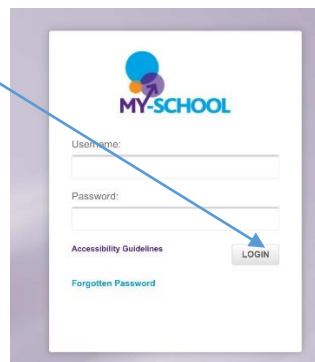 MY-SCHOOL
Username:
Password:
Accessibility Guidelines
LOGIN
Forgotten Password